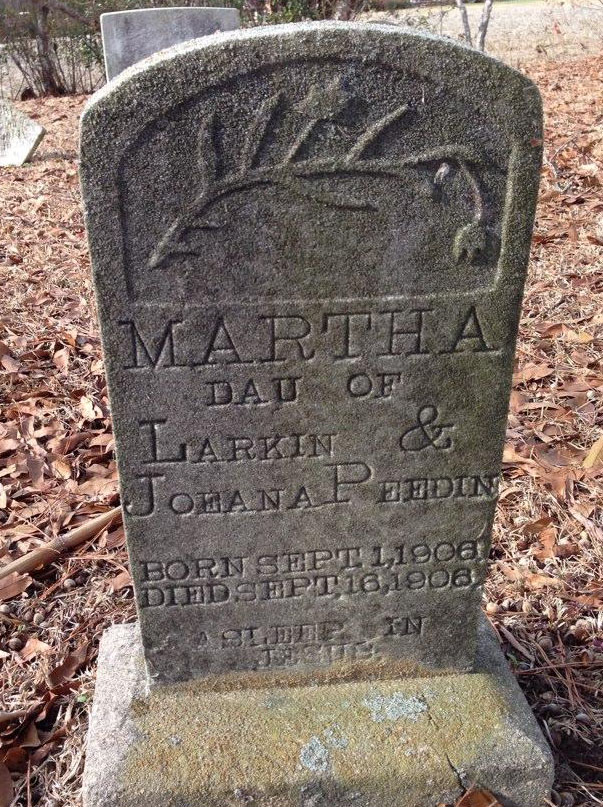 MARTHA
DAU OF
LARKIN &
JOEANA PEEDIN
BORN SEPT. 1, 1906
DIED SEPT. 16, 1906
ASLEEP IN
JESUS